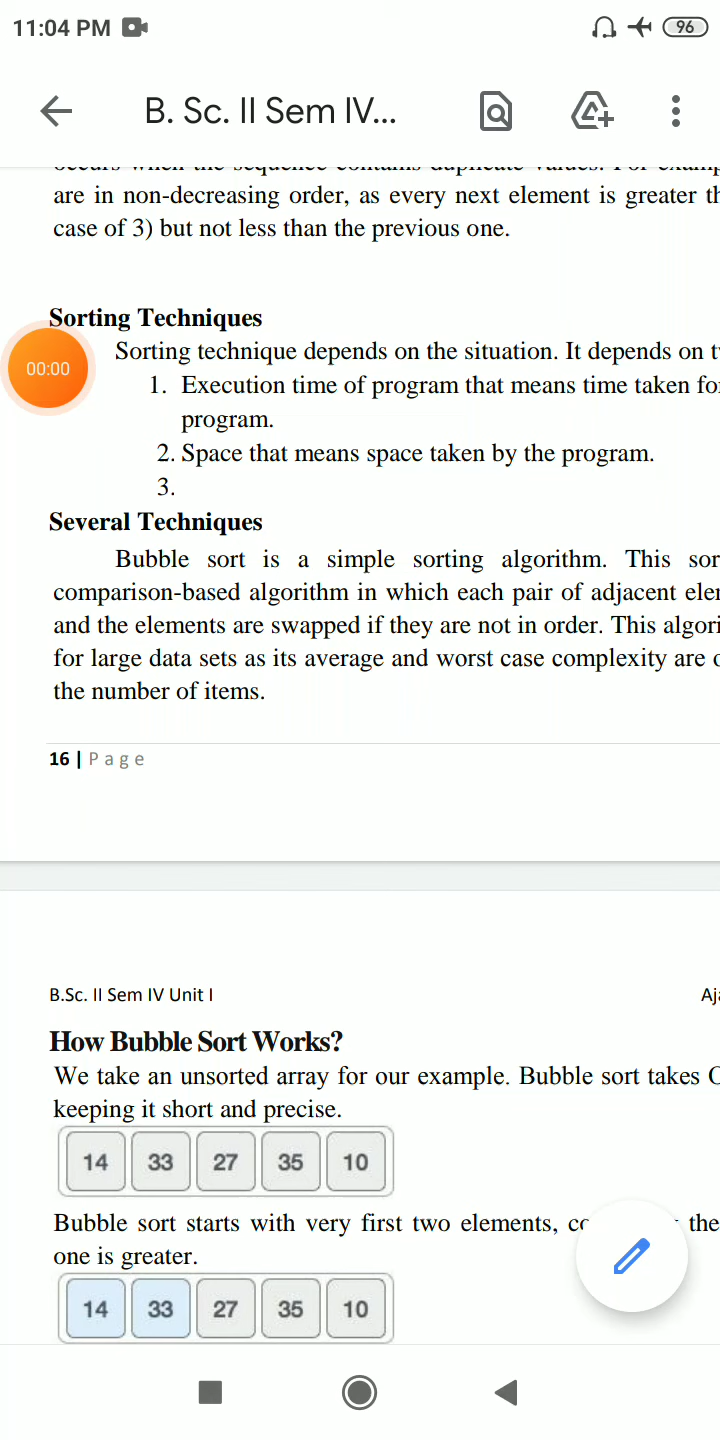 11:04 PM
96
B. Sc. II Sem IV...
are in non-decreasing order, as every next element is greater
case of 3) but not less than the previous one.
Sorting Techniques
00:00
Sorting technique depends on the situation. It depends on
1. Execution time of program that means time taken
program.
2. Space that means space taken by the program.
3.
Several Techniques
Bubble sort is a simple sorting algorithm. This
comparison-based algorithm in which each pair of adjacent
and the elements are swapped if they are not in order. This
for large data sets as its average and worst case complexity are
the number of items.
16 | Page
B.Sc. II Sem IV Unit I
How Bubble Sort Works?
We take an unsorted array for our example. Bubble sort takes
keeping it short and precise.
14 33 27 35 10
Bubble sort starts with very first two elements, the
one is greater.
14 33 27 35 10